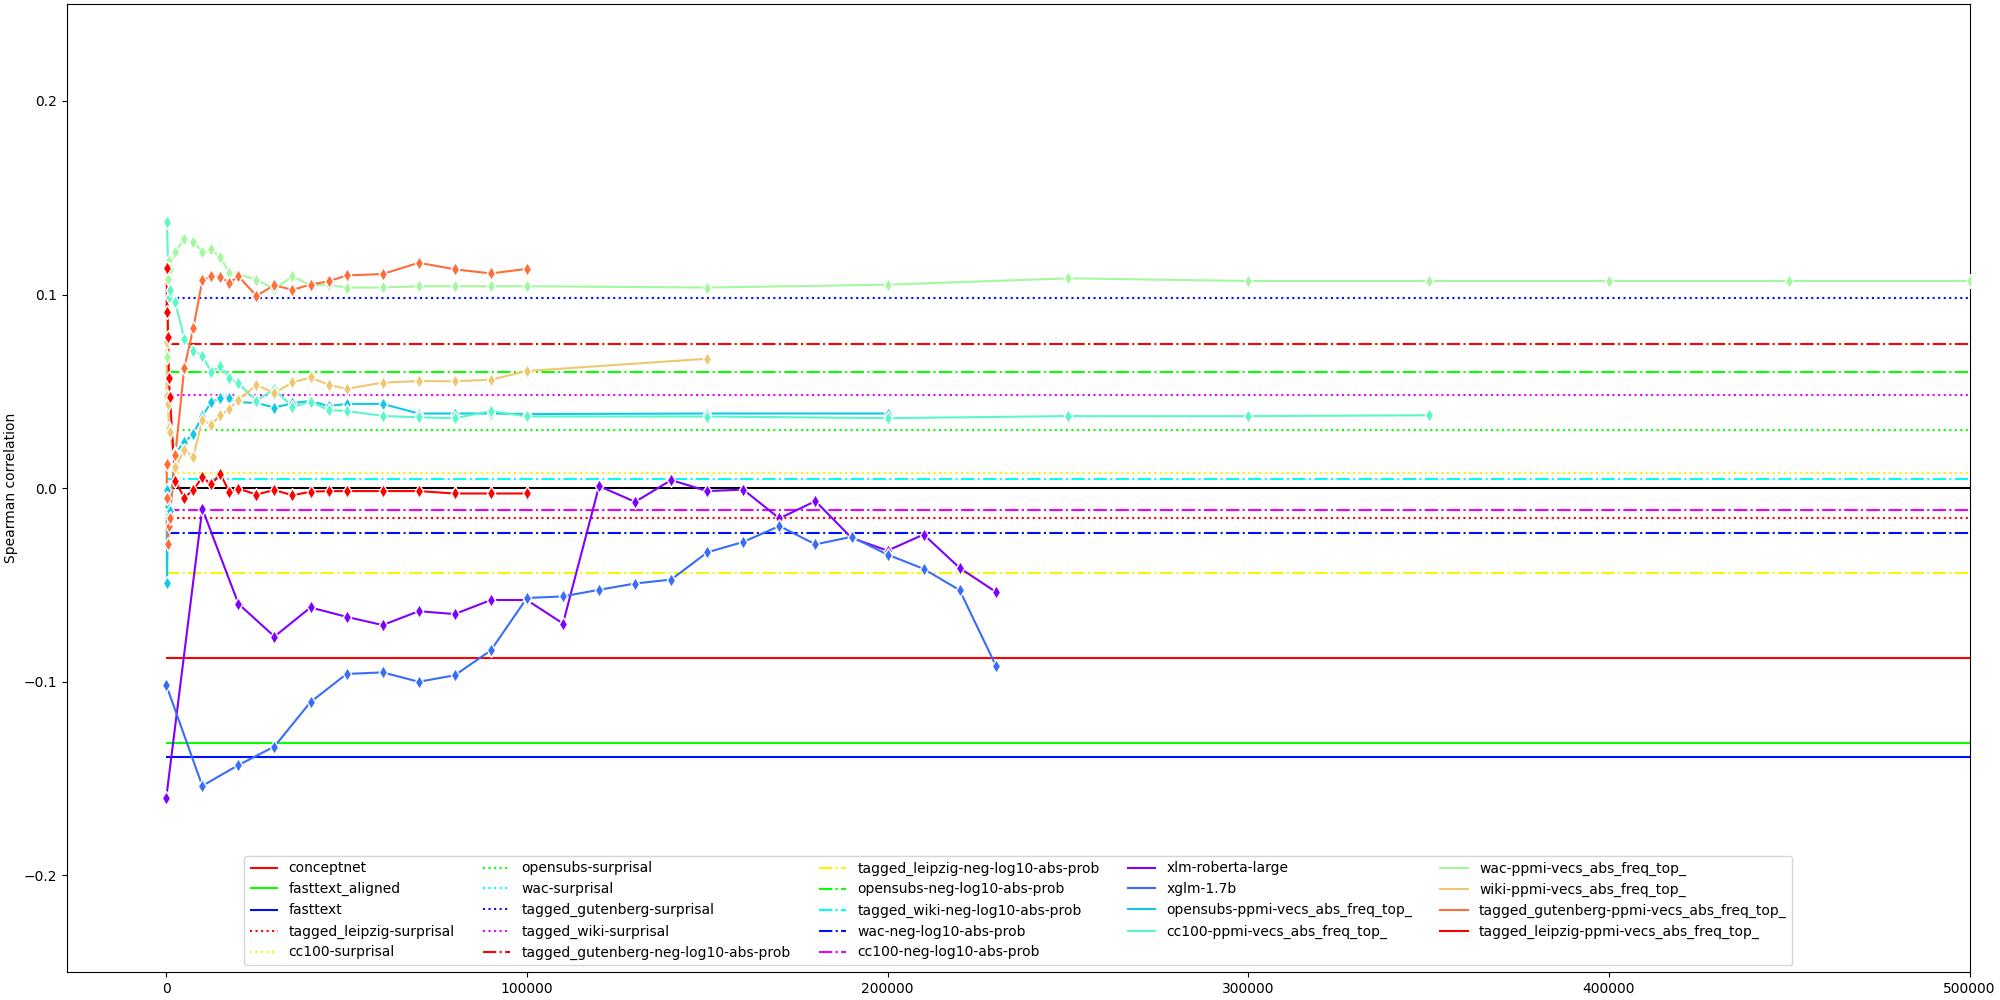 0.2
0.1
0.0
−0.1
−0.2
Spearman correlation
conceptnet
fasttext_aligned
fasttext
tagged_leipzig-surprisal
cc100-surprisal
opensubs-surprisal
wac-surprisal
tagged_gutenberg-surprisal
tagged_wiki-surprisal
tagged_gutenberg-neg-log10-abs-prob
tagged_leipzig-neg-log10-abs-prob
opensubs-neg-log10-abs-prob
tagged_wiki-neg-log10-abs-prob
wac-neg-log10-abs-prob
cc100-neg-log10-abs-prob
xlm-roberta-large
xglm-1.7b
opensubs-ppmi-vecs_abs_freq_top_
cc100-ppmi-vecs_abs_freq_top_
wac-ppmi-vecs_abs_freq_top_
wiki-ppmi-vecs_abs_freq_top_
tagged_gutenberg-ppmi-vecs_abs_freq_top_
tagged_leipzig-ppmi-vecs_abs_freq_top_
0 100000 200000 300000 400000 500000